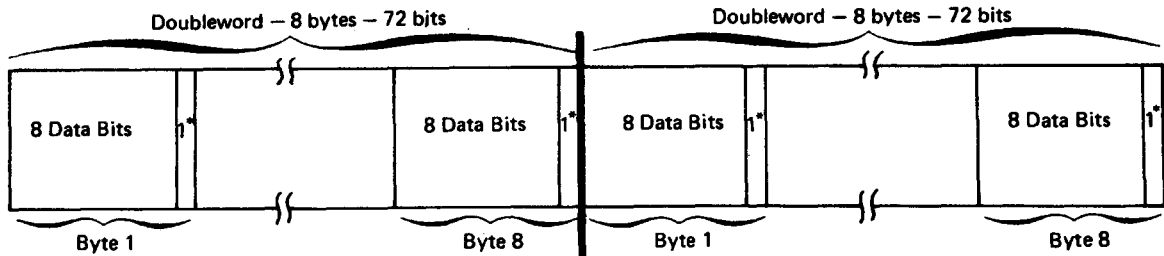 Doubleword – 8 bytes – 72 bits
Doubleword – 8 bytes – 72 bits
8 Data Bits
1*
8 Data Bits
1*
8 Data Bits
1*
8 Data Bits
1*
Byte 1
Byte 8
Byte 1
Byte 8